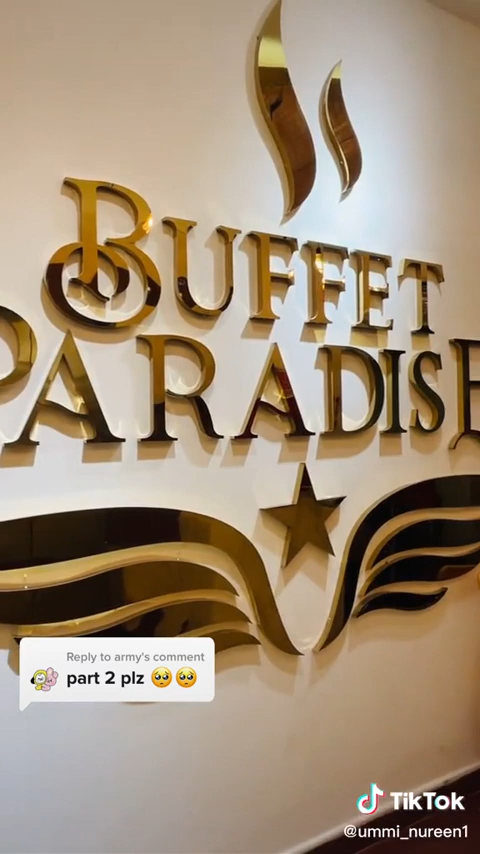 BUFFET
PARADISE
Reply to army's comment
part 2 plz 🥺🥺
TikTok
@ummi_nureen1